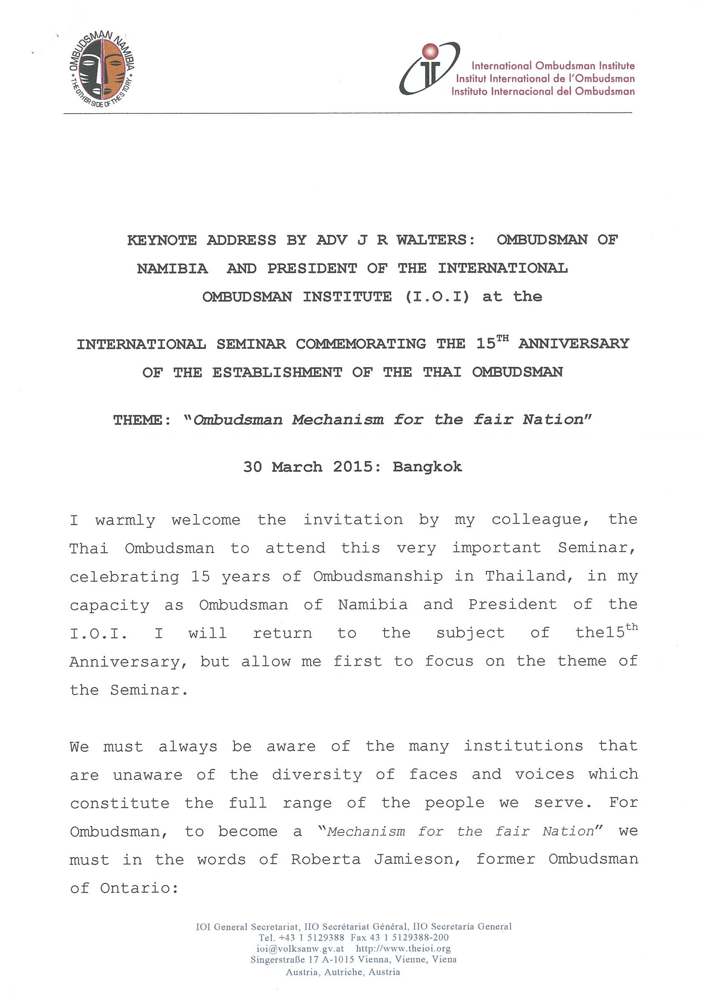 OMBUDSMAN NAMIBIA
• THE OTHER SIDE OF THE STORY •
International Ombudsman Institute
Institut International de l'Ombudsman
Instituto Internacional del Ombudsman
KEYNOTE ADDRESS BY ADV J R WALTERS: OMBUDSMAN OF
NAMIBIA AND PRESIDENT OF THE INTERNATIONAL
OMBUDSMAN INSTITUTE (I.O.I) at the
INTERNATIONAL SEMINAR COMMEMORATING THE 15TH ANNIVERSARY
OF THE ESTABLISHMENT OF THE THAI OMBUDSMAN
THEME: "Ombudsman Mechanism for the fair Nation"
30 March 2015: Bangkok
I warmly welcome the invitation by my colleague, the
Thai Ombudsman to attend this very important Seminar,
celebrating 15 years of Ombudsmanship in Thailand, in my
capacity as Ombudsman of Namibia and President of the
I.O.I. I will return to the subject of the15th
Anniversary, but allow me first to focus on the theme of
the Seminar.
We must always be aware of the many institutions that
are unaware of the diversity of faces and voices which
constitute the full range of the people we serve. For
Ombudsman, to become a "Mechanism for the fair Nation" we
must in the words of Roberta Jamieson, former Ombudsman
of Ontario:
IOI General Secretariat, IIO Secrétariat Général, IIO Secretaría General
Tel. +43 1 5129388 Fax 43 1 5129388-200
ioi@volksanw.gv.at http://www.theioi.org
Singerstraße 17 A-1015 Vienna, Vienne, Viena
Austria, Autriche, Austria